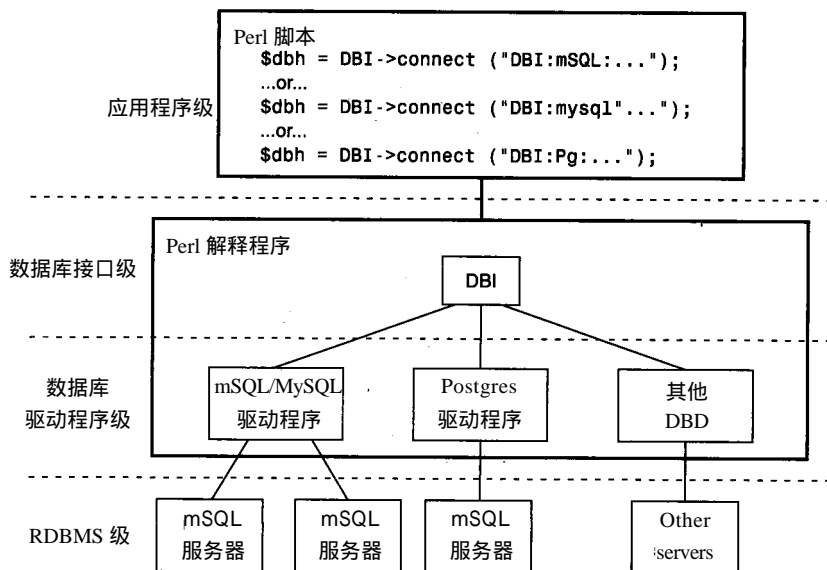 Perl 脚本
$dbh = DBI->connect ("DBI:mSQL:...");
...or...
$dbh = DBI->connect ("DBI:mysql"...");
...or...
$dbh = DBI->connect ("DBI:Pg:...");
应用程序级
Perl 解释程序
数据库接口级
DBI
数据库
驱动程序级
mSQL/MySQL
驱动程序
Postgres
驱动程序
其他
DBD
RDBMS 级
mSQL
服务器
mSQL
服务器
mSQL
服务器
Other
servers